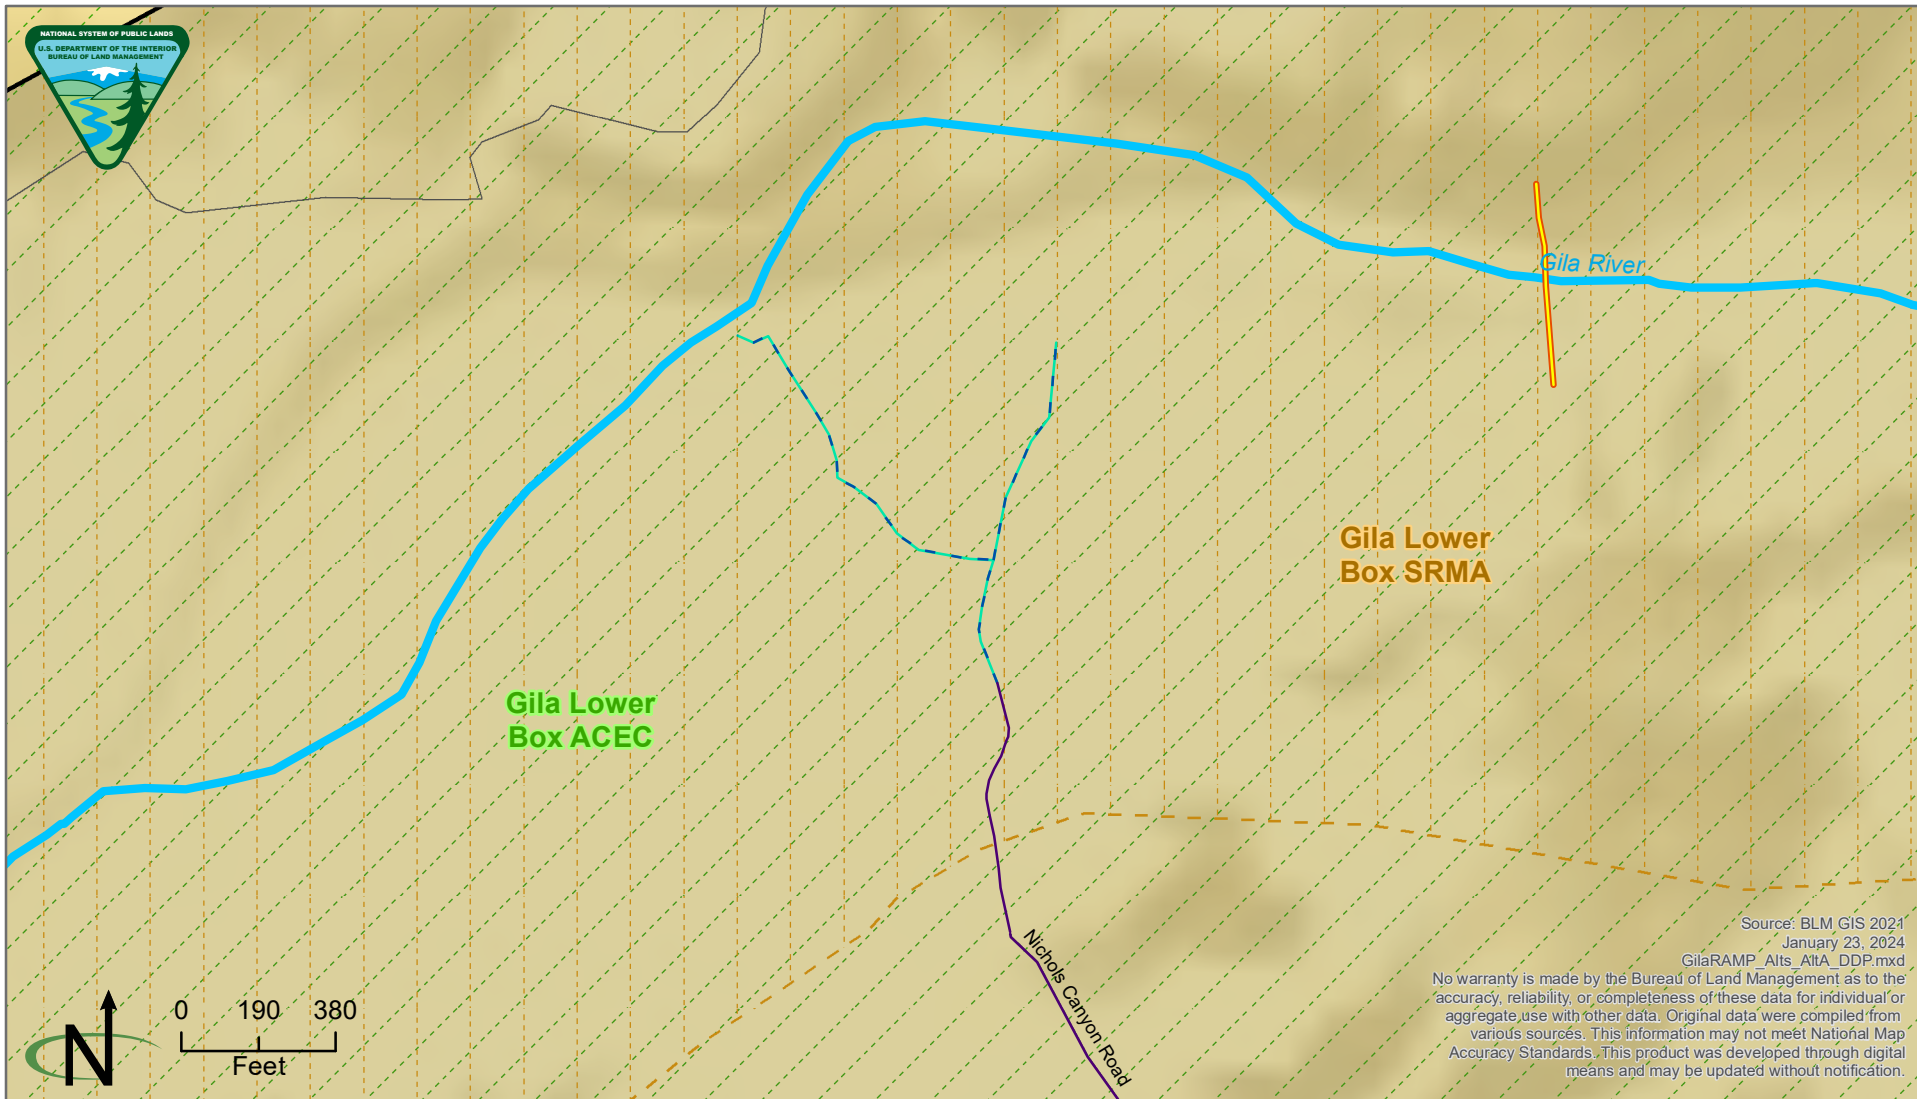 NATIONAL SYSTEM OF PUBLIC LANDS
U.S. DEPARTMENT OF THE INTERIOR
BUREAU OF LAND MANAGEMENT
Gila River
Gila Lower
Box SRMA
Gila Lower
Box ACEC
Nichols Canyon Road
0 190 380
Feet
N
Source: BLM GIS 2021
January 23, 2024
GilaRAMP_Alts_AltA_DDP.mxd
No warranty is made by the Bureau of Land Management as to the
accuracy, reliability, or completeness of these data for individual or
aggregate use with other data. Original data were compiled from
various sources. This information may not meet National Map
Accuracy Standards. This product was developed through digital
means and may be updated without notification.